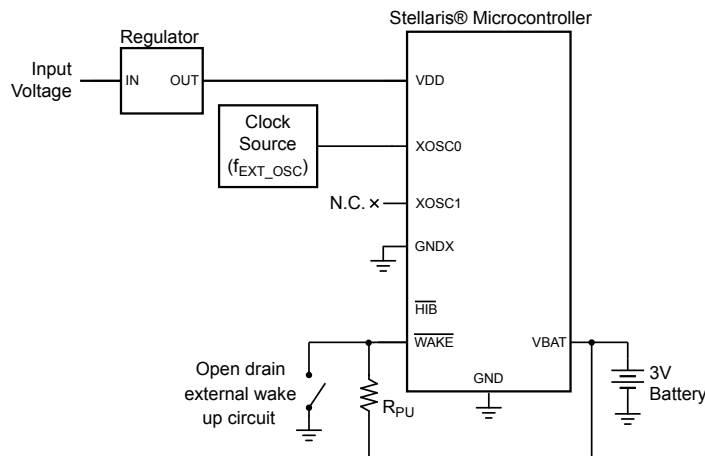 Stellaris® Microcontroller
Regulator
Input
Voltage
IN
OUT
VDD
Clock
Source
(fEXT_OSC)
XOSC0
N.C.
XOSC1
GNDX
HIB
WAKE
VBAT
Open drain
external wake
up circuit
RPU
GND
3V
Battery